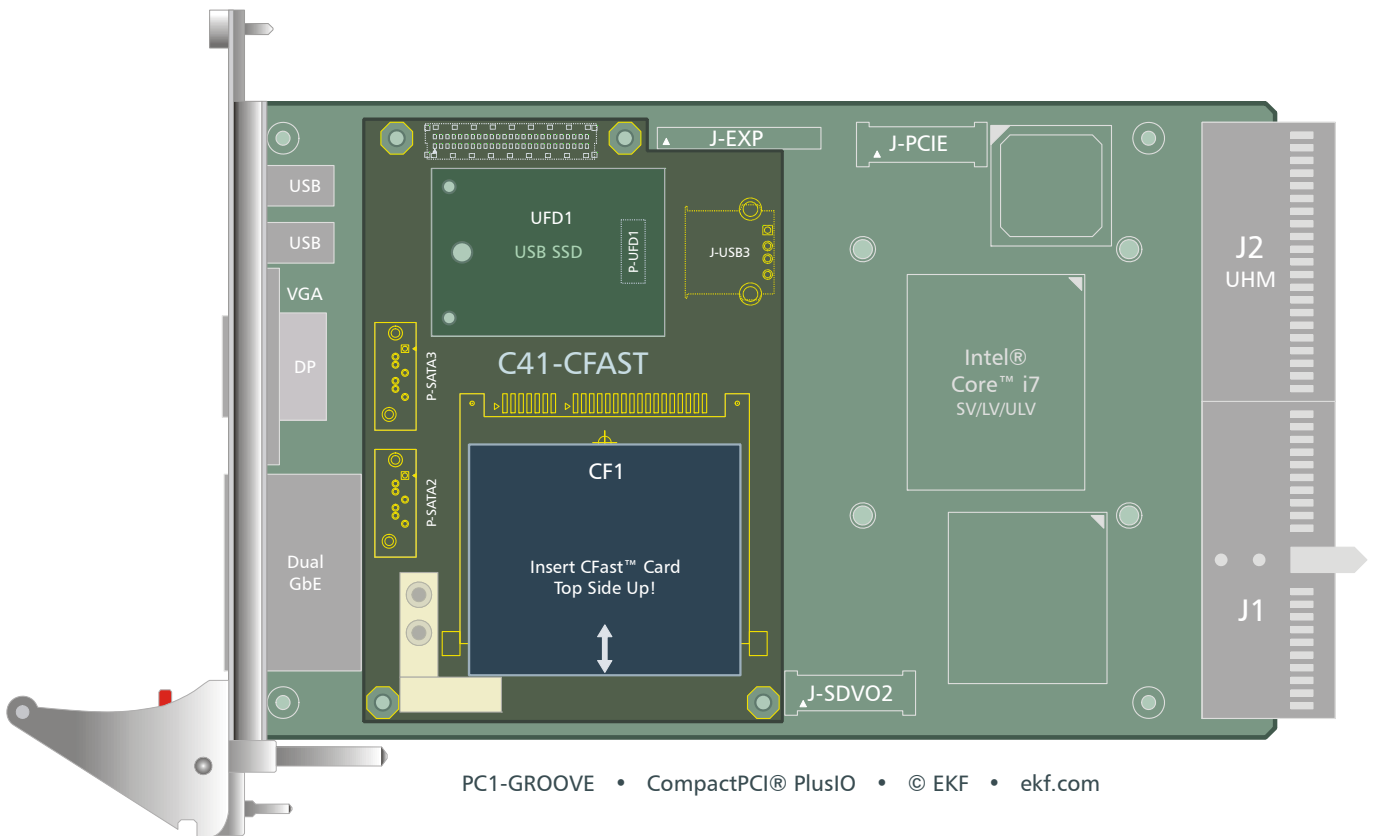 J-EXP
J-PCIE
USB
UFD1
USB SSD
P-UFD1
J-USB3
USB
J2
UHM
VGA
DP
P-SATA3
C41-CFAST
Intel®
Core™ i7
SV/LV/ULV
P-SATA2
CF1
Insert CFast™ Card
Top Side Up!
Dual
GbE
J1
J-SDVO2
PC1-GROOVE • CompactPCI® PlusIO • © EKF • ekf.com